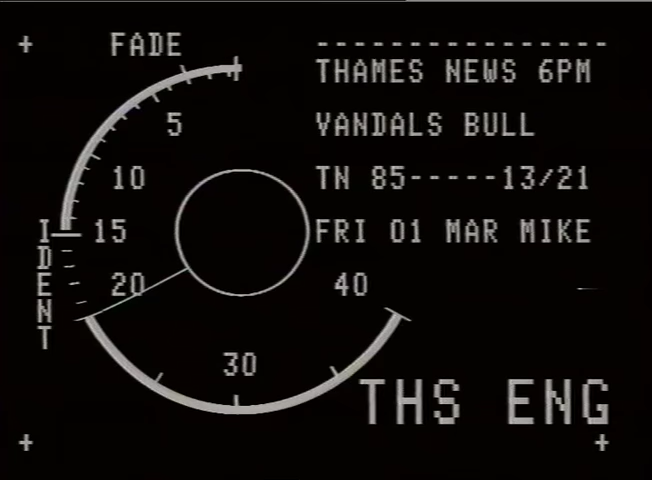 FADE
5
10
15
20
30
40
IDENT
----------------
THAMES NEWS 6PM
VANDALS BULL
TN 85-----13/21
FRI 01 MAR MIKE
THS ENG